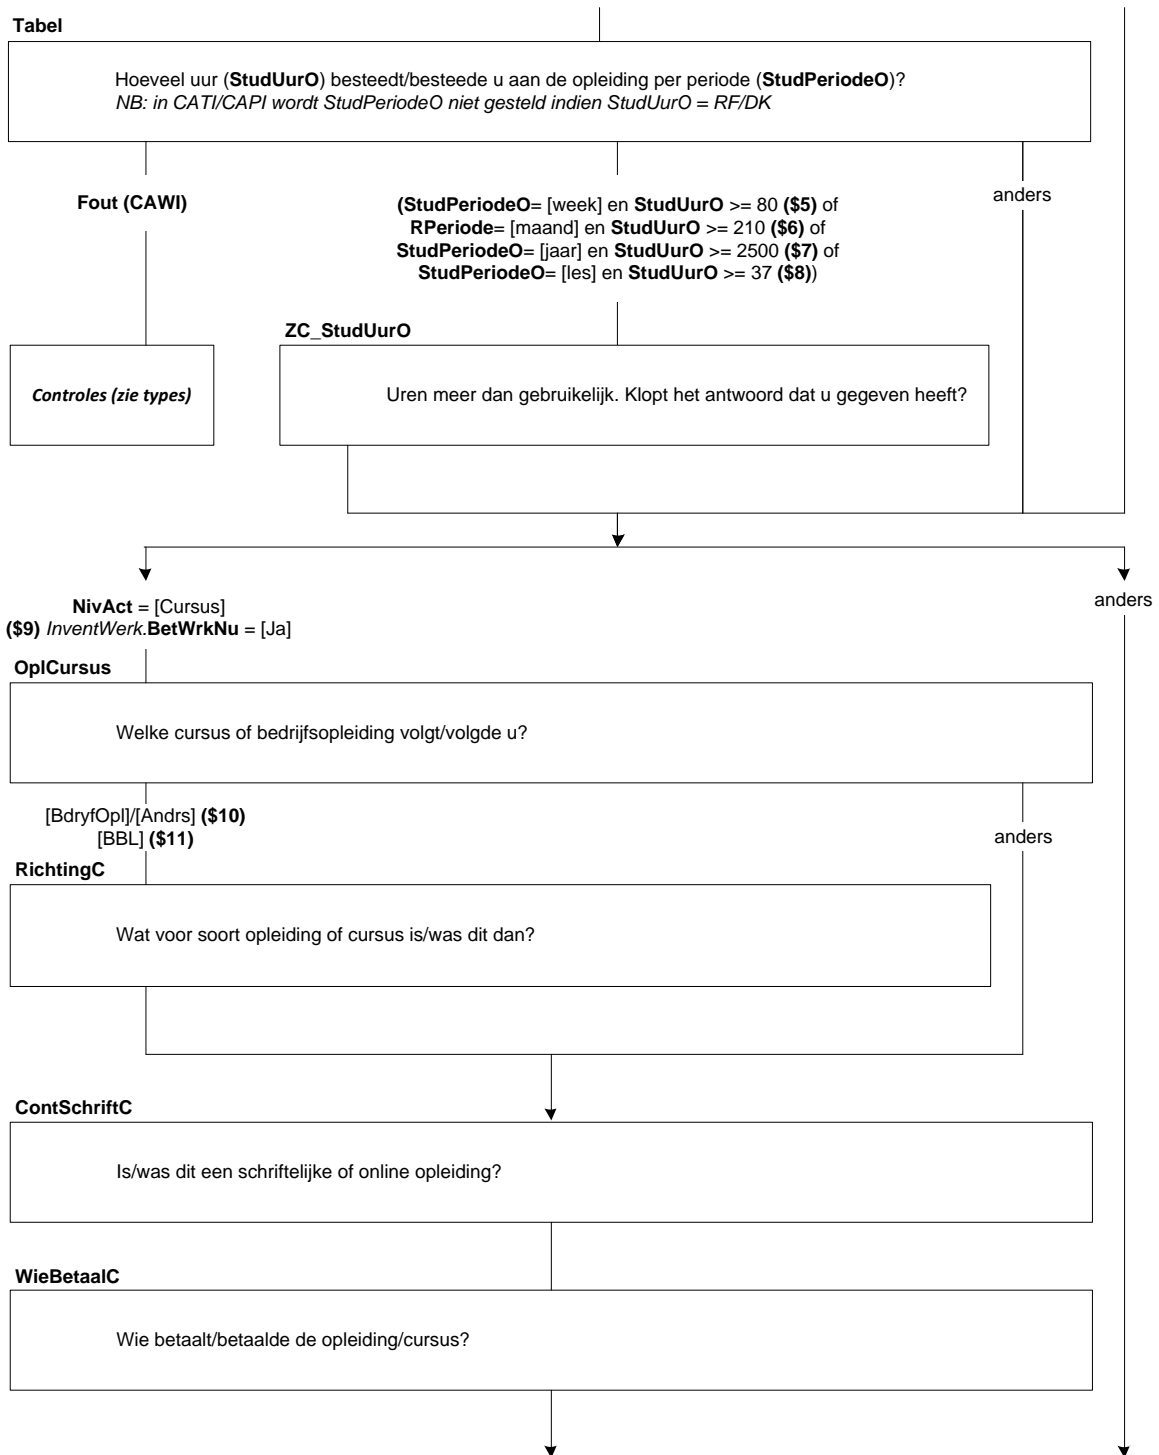 Tabel
Hoeveel uur (StudUurO) besteedt/besteede u aan de opleiding per periode (StudPeriodeO)?
NB: in CATI/CAPI wordt StudPeriodeO niet gesteld indien StudUurO = RF/DK
Fout (CAWI)
(StudPeriodeO= [week] en StudUurO >= 80 ($5) of
RPeriode= [maand] en StudUurO >= 210 ($6) of
StudPeriodeO= [jaar] en StudUurO >= 2500 ($7) of
StudPeriodeO= [les] en StudUurO >= 37 ($8))
anders
ZC_StudUurO
Controles (zie types)
Uren meer dan gebruikelijk. Klopt het antwoord dat u gegeven heeft?
NivAct = [Cursus]
($9) InventWerk.BetWrkNu = [Ja]
anders
OplCursus
Welke cursus of bedrijfsopleiding volgt/volgde u?
[BdryfOpl]/[Andrs] ($10)
[BBL] ($11)
anders
RichtingC
Wat voor soort opleiding of cursus is/was dit dan?
ContSchriftC
Is/was dit een schriftelijke of online opleiding?
WieBetaalC
Wie betaalt/betaalde de opleiding/cursus?